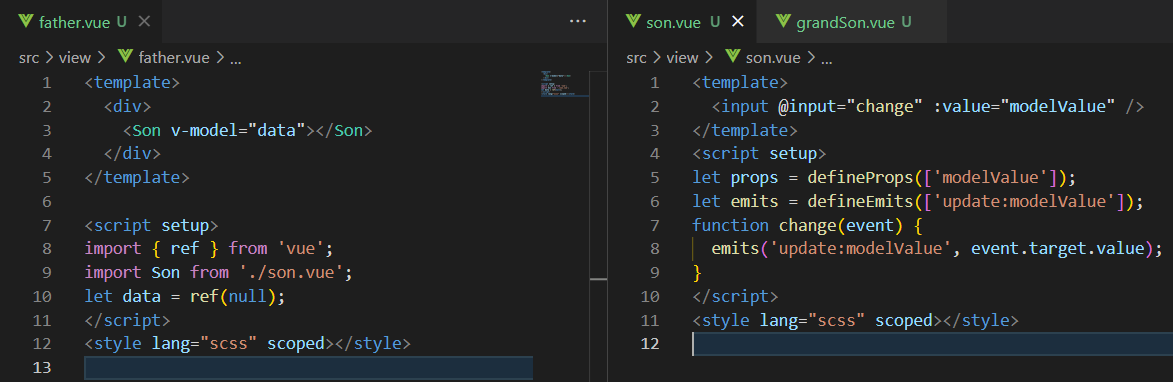 father.vue U
src > view > father.vue > ...
1 <template>
2 <div>
3 <Son v-model="data"></Son>
4 </div>
5 </template>
6
7 <script setup>
8 import { ref } from 'vue';
9 import Son from './son.vue';
10 let data = ref(null);
11 </script>
12 <style lang="scss" scoped></style>
13
son.vue U grandSon.vue U
src > view > son.vue > ...
1 <template>
2 <input @input="change" :value="modelValue" />
3 </template>
4 <script setup>
5 let props = defineProps(['modelValue']);
6 let emits = defineEmits(['update:modelValue']);
7 function change(event) {
8 emits('update:modelValue', event.target.value);
9 }
10 </script>
11 <style lang="scss" scoped></style>
12